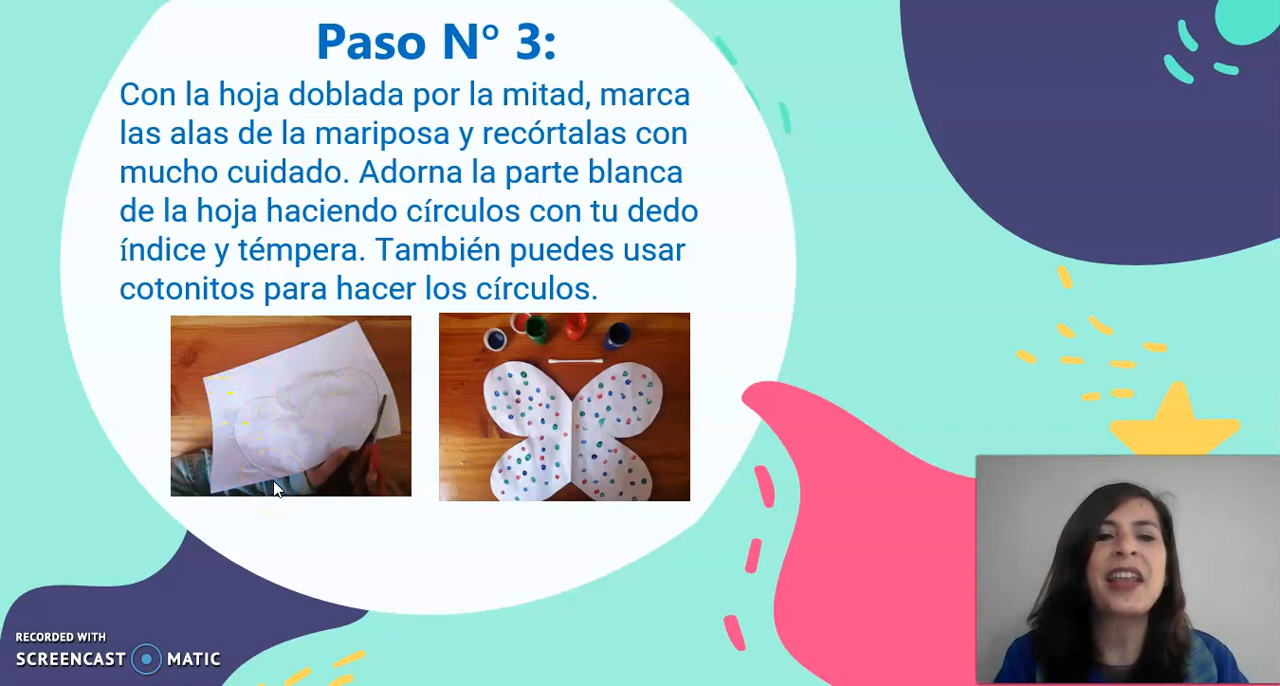 Paso N° 3:
Con la hoja doblada por la mitad, marca
las alas de la mariposa y recórtalas con
mucho cuidado. Adorna la parte blanca
de la hoja haciendo círculos con tu dedo
índice y témpera. También puedes usar
cotonitos para hacer los círculos.
RECORDED WITH
SCREENCAST MATIC